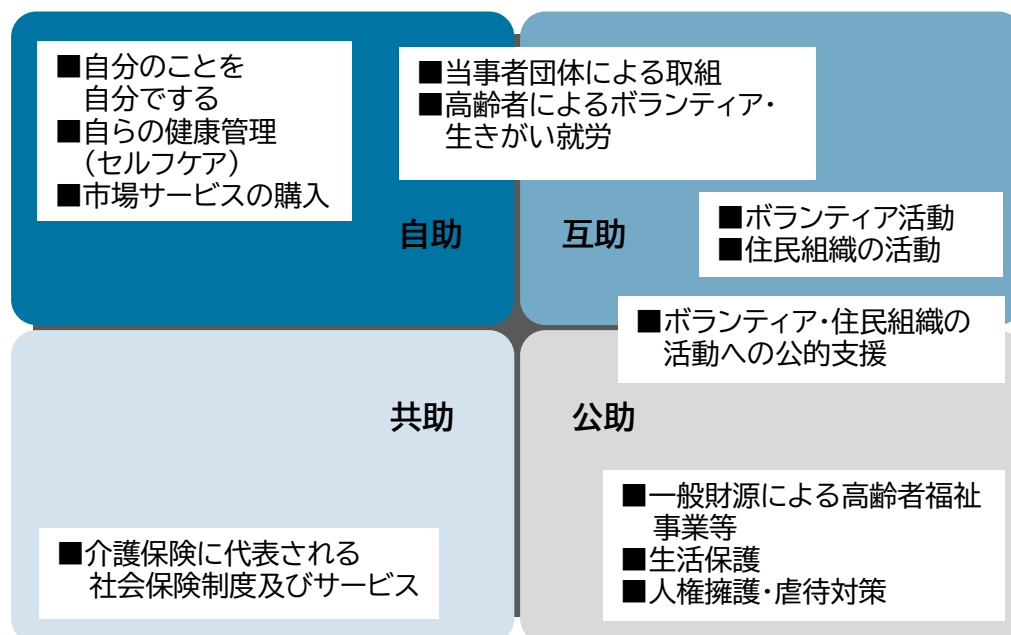 ■自分のことを
自分でする
■自らの健康管理
(セルフケア)
■市場サービスの購入
■当事者団体による取組
■高齢者によるボランティア・
生きがい就労
自助
互助
■ボランティア活動
■住民組織の活動
■ボランティア・住民組織の
活動への公的支援
共助
公助
■介護保険に代表される
社会保険制度及びサービス
■一般財源による高齢者福祉
事業等
■生活保護
■人権擁護・虐待対策